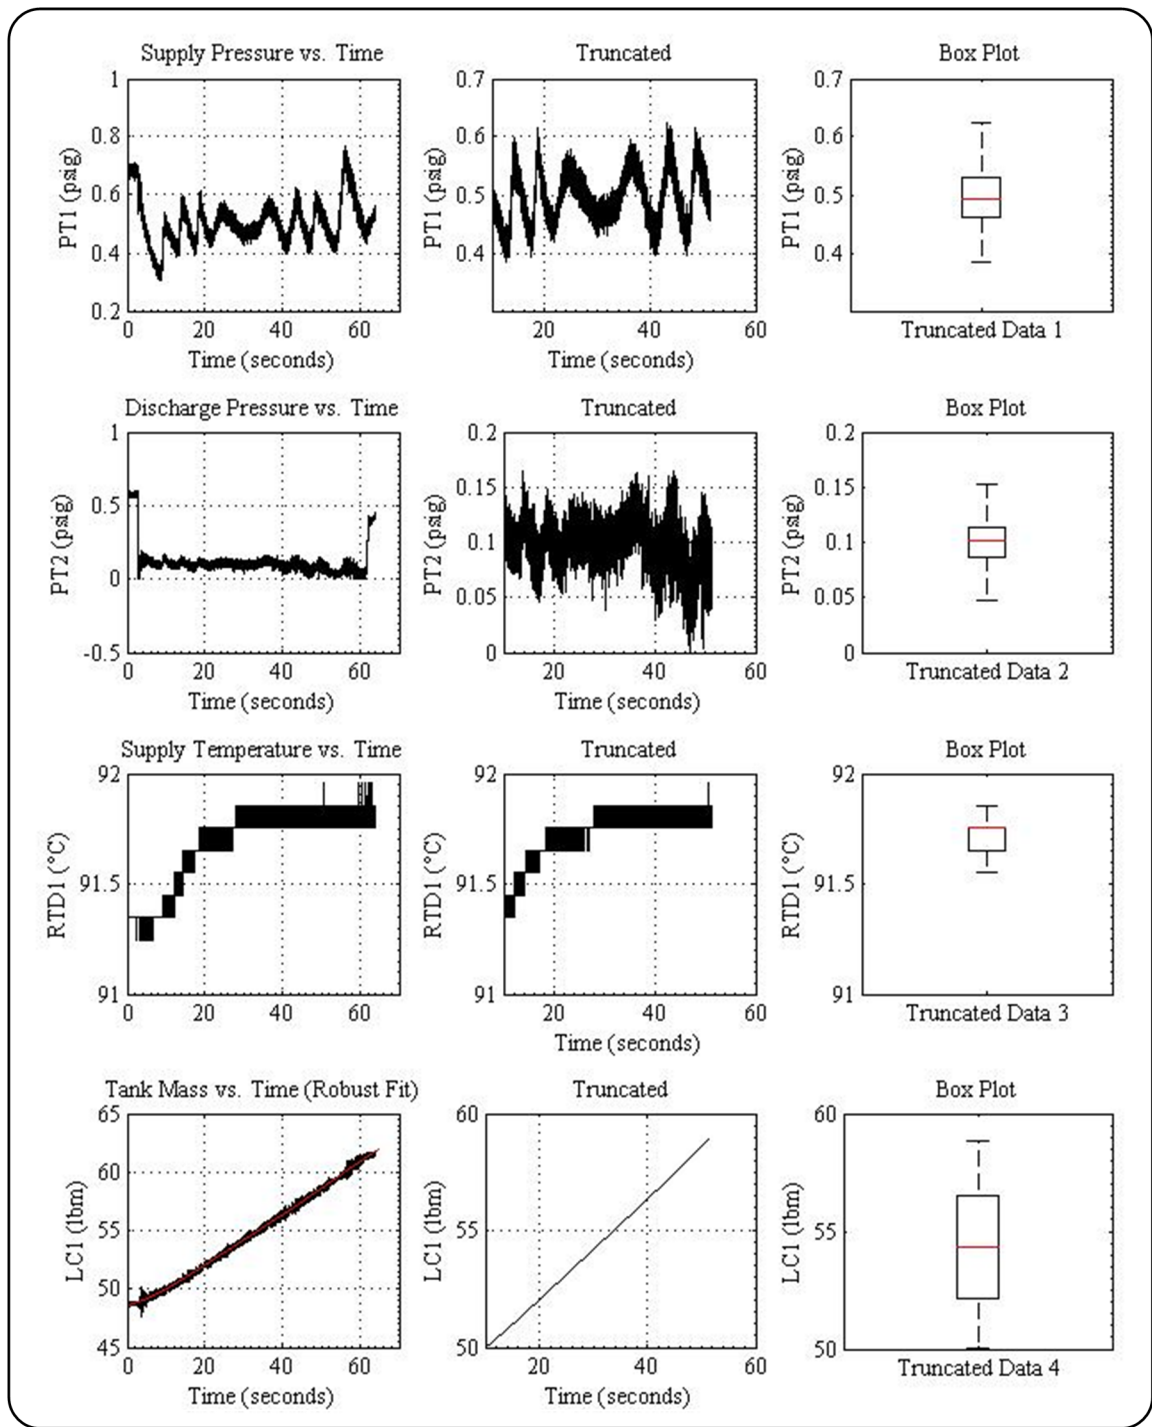 Supply Pressure vs. Time
PT1 (psig)
1
0.8
0.6
0.4
0.2
0
20
40
60
Time (seconds)
Truncated
PT1 (psig)
0.7
0.6
0.5
0.4
20
40
60
Time (seconds)
Box Plot
PT1 (psig)
0.7
0.6
0.5
0.4
Truncated Data 1
Discharge Pressure vs. Time
PT2 (psig)
1
0.5
0
-0.5
0
20
40
60
Time (seconds)
Truncated
PT2 (psig)
0.2
0.15
0.1
0.05
0
20
40
60
Time (seconds)
Box Plot
PT2 (psig)
0.2
0.15
0.1
0.05
0
Truncated Data 2
Supply Temperature vs. Time
RTD1 (°C)
92
91.5
91
0
20
40
60
Time (seconds)
Truncated
RTD1 (°C)
92
91.5
91
20
40
60
Time (seconds)
Box Plot
RTD1 (°C)
92
91.5
91
Truncated Data 3
Tank Mass vs. Time (Robust Fit)
LC1 (lbm)
65
60
55
50
45
0
20
40
60
Time (seconds)
Truncated
LC1 (lbm)
60
55
50
20
40
60
Time (seconds)
Box Plot
LC1 (lbm)
60
55
50
Truncated Data 4